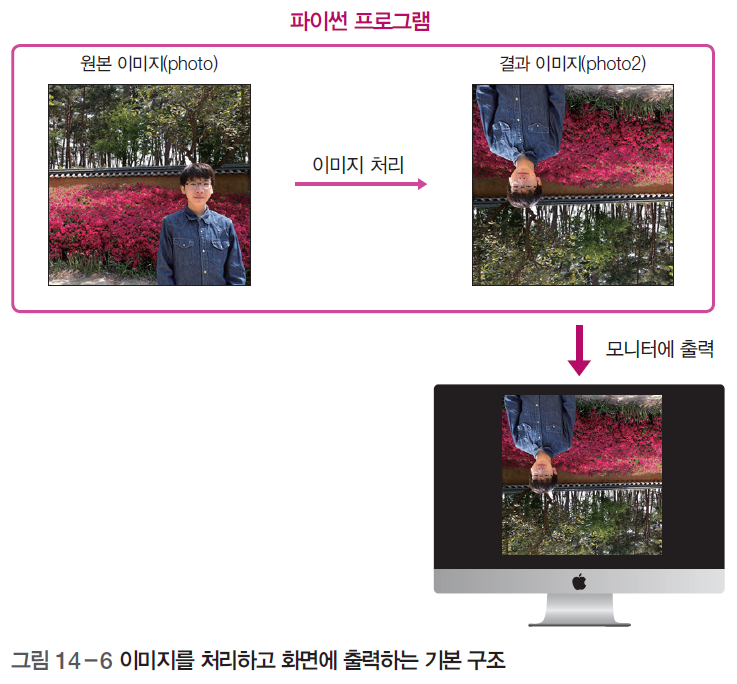 파이썬 프로그램
원본 이미지(photo)
결과 이미지(photo2)
이미지 처리
모니터에 출력
그림 14-6 이미지를 처리하고 화면에 출력하는 기본 구조